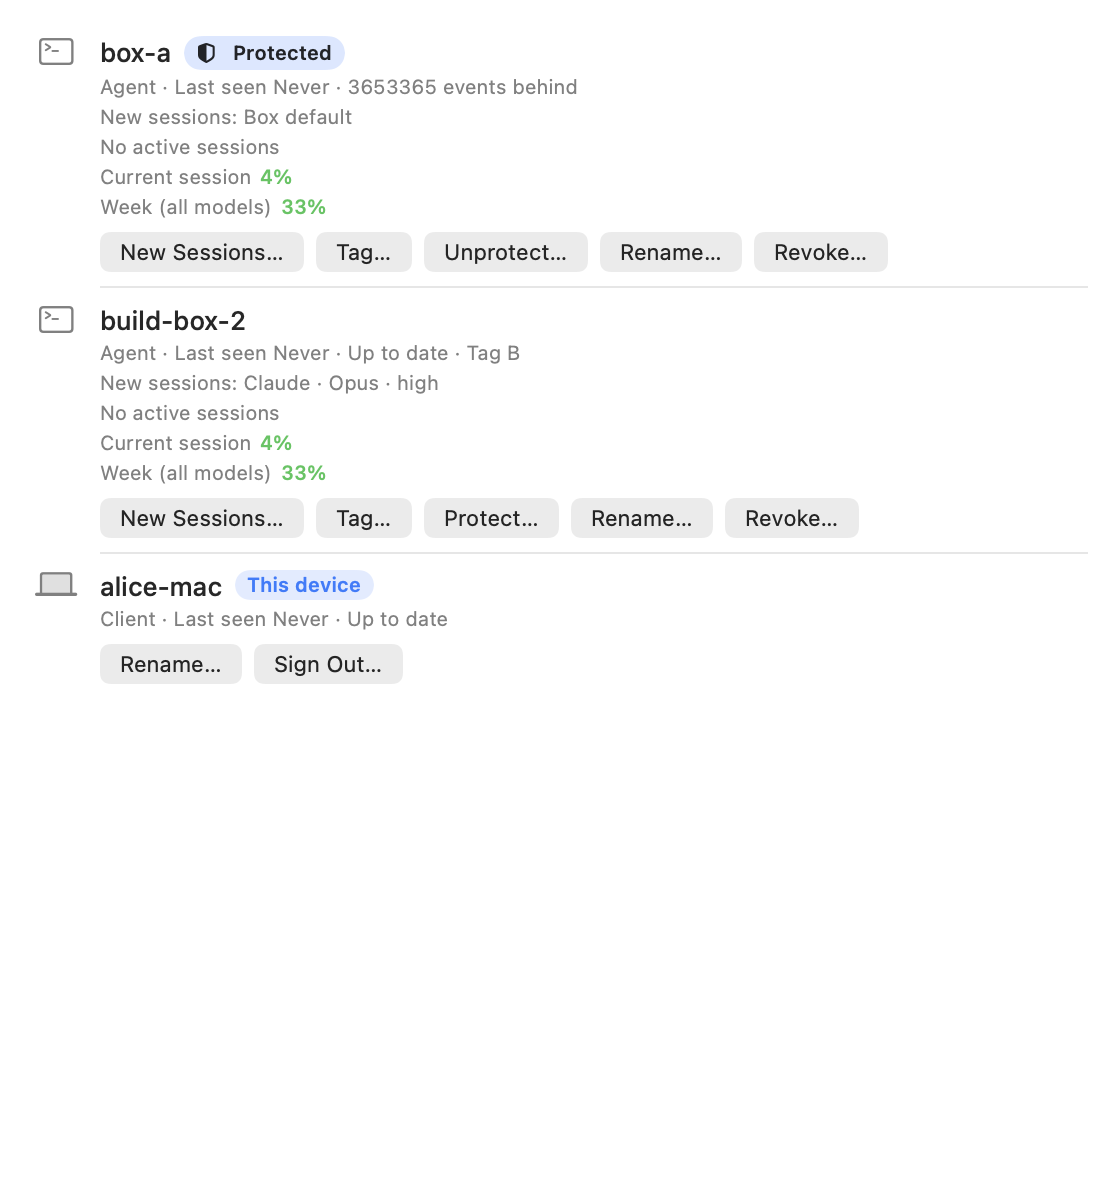 box-a Protected
Agent · Last seen Never · 3653365 events behind
New sessions: Box default
No active sessions
Current session 4%
Week (all models) 33%
New Sessions... Tag... Unprotect... Rename... Revoke...
build-box-2
Agent · Last seen Never · Up to date · Tag B
New sessions: Claude · Opus · high
No active sessions
Current session 4%
Week (all models) 33%
New Sessions... Tag... Protect... Rename... Revoke...
alice-mac This device
Client · Last seen Never · Up to date
Rename... Sign Out...